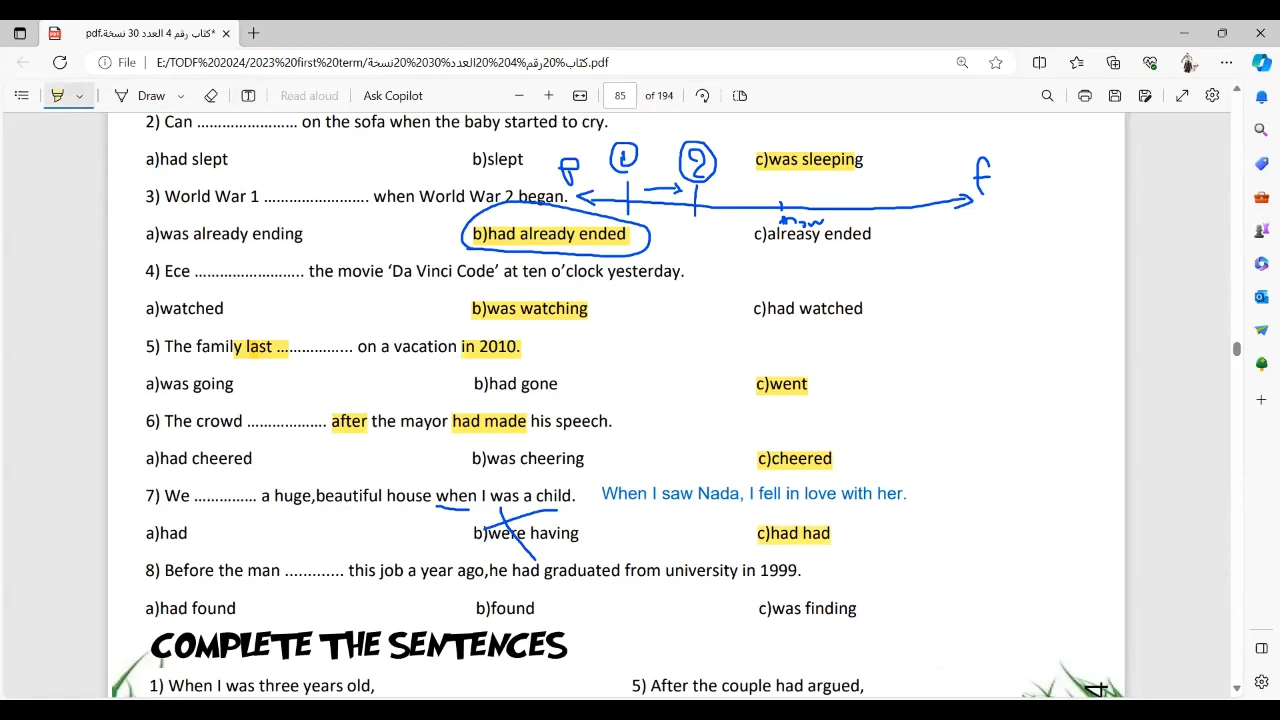 *كتاب رقم 4 العدد 30 نسخة.pdf
File E:/TODF%202024/2023%20first%20term/كتاب%20رقم%204%20العدد%2030%20نسخة.pdf
Draw Read aloud Ask Copilot 85 of 194
2) Can ........................ on the sofa when the baby started to cry.
a)had slept b)slept c)was sleeping
P 1 2 f
3) World War 1 ......................... when World War 2 began.
now
a)was already ending b)had already ended c)alreasy ended
4) Ece .......................... the movie ‘Da Vinci Code’ at ten o’clock yesterday.
a)watched b)was watching c)had watched
5) The family last .................. on a vacation in 2010.
a)was going b)had gone c)went
6) The crowd ................... after the mayor had made his speech.
a)had cheered b)was cheering c)cheered
7) We ............... a huge,beautiful house when I was a child. When I saw Nada, I fell in love with her.
a)had b)were having c)had had
8) Before the man ............. this job a year ago,he had graduated from university in 1999.
a)had found b)found c)was finding
COMPLETE THE SENTENCES
1) When I was three years old, 5) After the couple had argued,
4